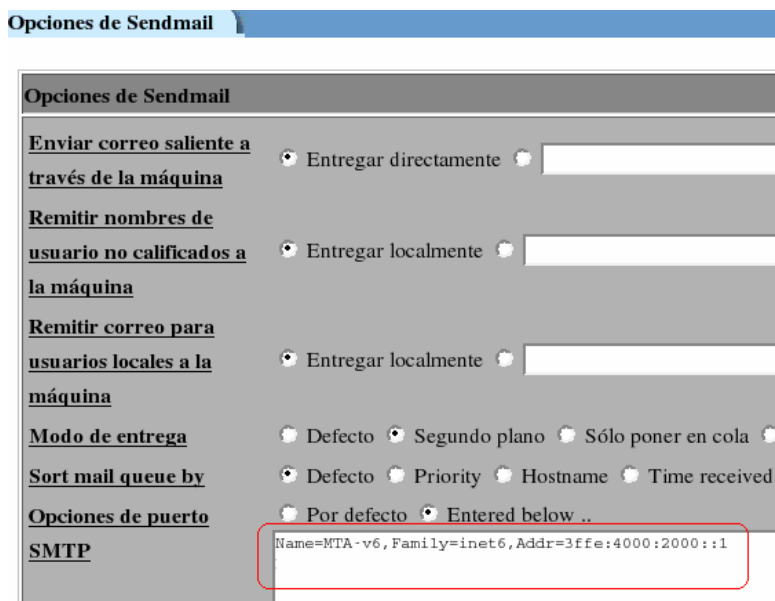 Opciones de Sendmail
Opciones de Sendmail
Enviar correo saliente a
través de la máquina
Entregar directamente
Remitir nombres de
usuario no calificados a
la máquina
Entregar localmente
Remitir correo para
usuarios locales a la
máquina
Entregar localmente
Modo de entrega
Defecto Segundo plano Sólo poner en cola
Sort mail queue by
Defecto Priority Hostname Time received
Opciones de puerto
SMTP
Por defecto Entered below ..
Name=MTA-v6,Family=inet6,Addr=3ffe:4000:2000::1